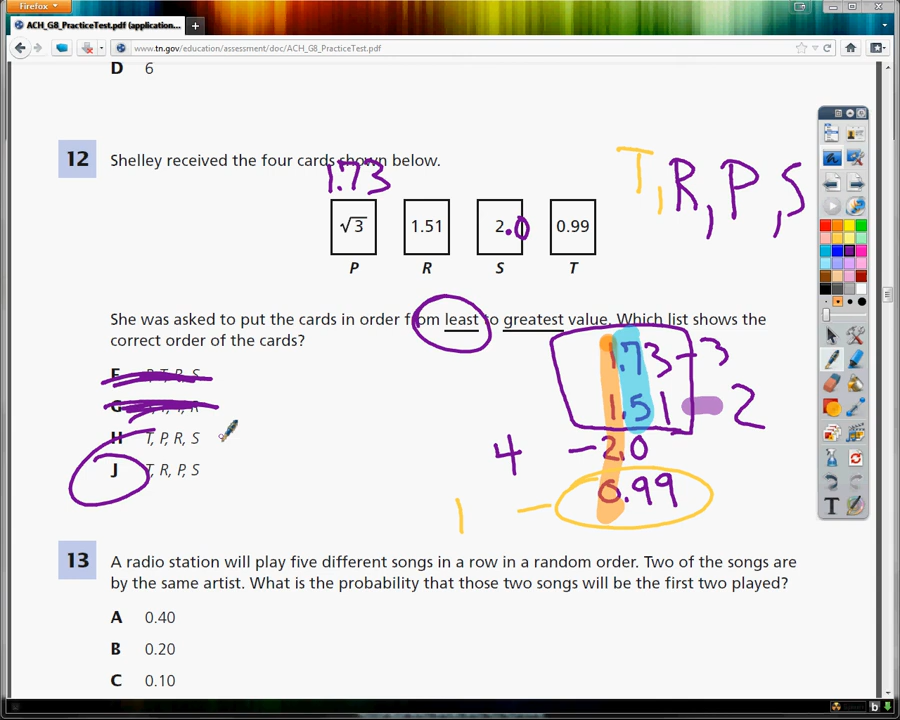 Firefox
ACH_G8_PracticeTest.pdf (application...
www.tn.gov/education/assessment/doc/ACH_G8_PracticeTest.pdf
D 6
12 Shelley received the four cards shown below.
1.73
T, R, P, S
√3 1.51 2.0 0.99
P R S T
She was asked to put the cards in order from least to greatest value. Which list shows the
correct order of the cards?
1.73 - 3
F P, T, R, S
1.51 - 2
G
H T, P, R, S
4 - 2.0
J T, R, P, S
1 - 0.99
13 A radio station will play five different songs in a row in a random order. Two of the songs are
by the same artist. What is the probability that those two songs will be the first two played?
A 0.40
B 0.20
C 0.10